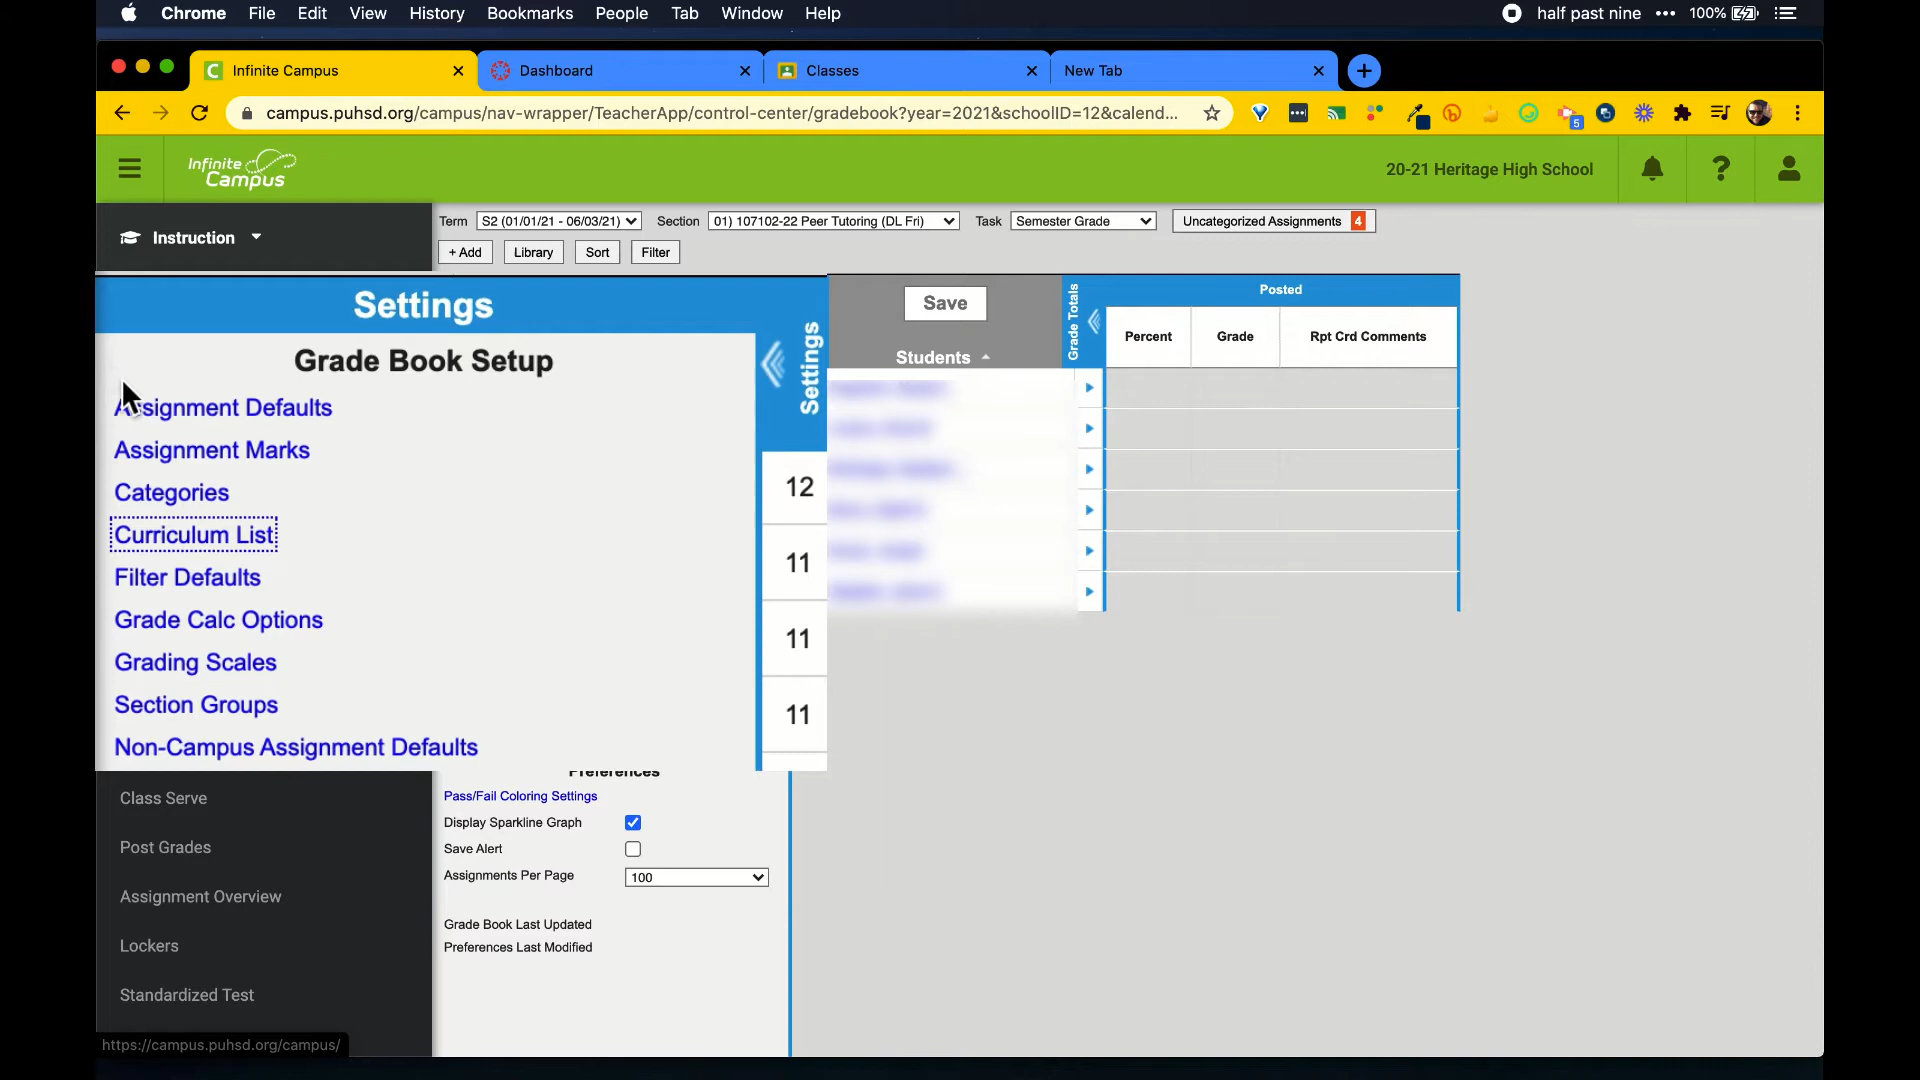 Chrome File Edit View History Bookmarks People Tab Window Help half past nine 100%
Infinite Campus Dashboard Classes New Tab
campus.puhsd.org/campus/nav-wrapper/TeacherApp/control-center/gradebook?year=2021&schoolID=12&calend... 5
Infinite Campus 20-21 Heritage High School ?
Instruction
Term S2 (01/01/21 - 06/03/21) Section 01) 107102-22 Peer Tutoring (DL Fri) Task Semester Grade Uncategorized Assignments 4
+ Add Library Sort Filter
Settings
Grade Book Setup
Assignment Defaults
Assignment Marks
Categories
Curriculum List
Filter Defaults
Grade Calc Options
Grading Scales
Section Groups
Non-Campus Assignment Defaults
Settings
12
11
11
11
Save
Students
Grade Totals
Posted
Percent Grade Rpt Crd Comments
Preferences
Pass/Fail Coloring Settings
Display Sparkline Graph
Save Alert
Assignments Per Page 100
Grade Book Last Updated
Preferences Last Modified
Class Serve
Post Grades
Assignment Overview
Lockers
Standardized Test
https://campus.puhsd.org/campus/